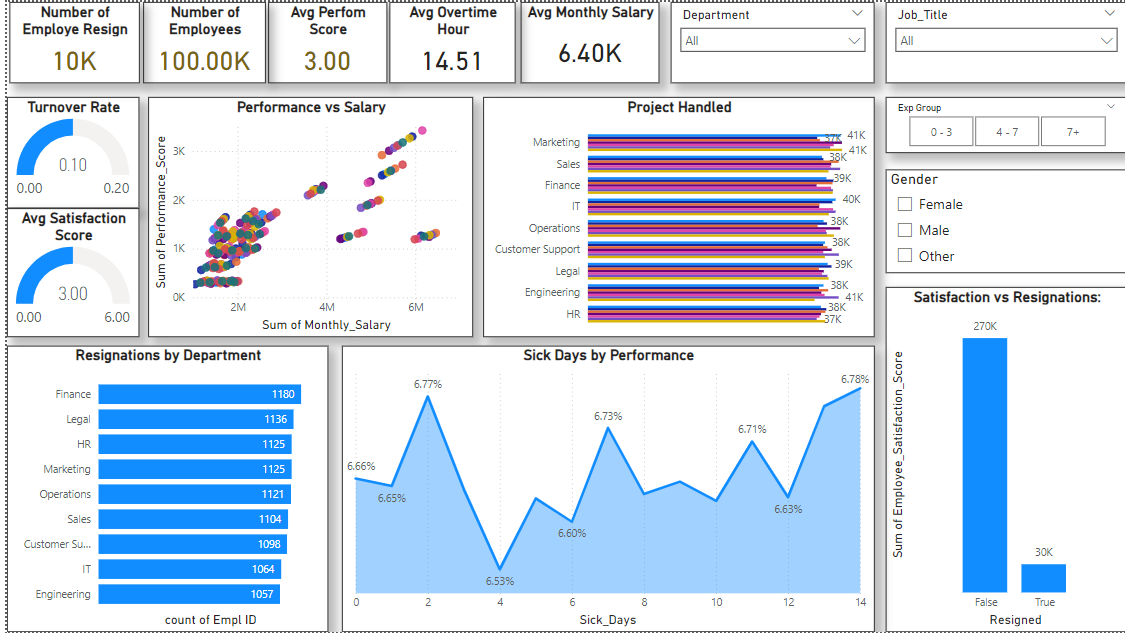 Number of
Employe Resign
10K
Number of
Employees
100.00K
Avg Perfom
Score
3.00
Avg Overtime
Hour
14.51
Avg Monthly Salary
6.40K
Department
All
Job_Title
All
Turnover Rate
0.10
0.00
0.20
Avg Satisfaction
Score
3.00
0.00
6.00
Performance vs Salary
Sum of Performance_Score
3K
2K
1K
0K
2M
4M
6M
Sum of Monthly_Salary
Project Handled
Marketing
Sales
Finance
IT
Operations
Customer Support
Legal
Engineering
HR
41K
37K
41K
38K
39K
40K
38K
38K
39K
38K
41K
38K
37K
Exp Group
0 - 3
4 - 7
7+
Gender
Female
Male
Other
Resignations by Department
Finance 1180
Legal 1136
HR 1125
Marketing 1125
Operations 1121
Sales 1104
Customer Su... 1098
IT 1064
Engineering 1057
count of Empl ID
Sick Days by Performance
6.66%
6.65%
6.77%
6.53%
6.60%
6.73%
6.71%
6.63%
6.78%
0
2
4
6
8
10
12
14
Sick_Days
Satisfaction vs Resignations:
Sum of Employee_Satisfaction_Score
270K
30K
False
True
Resigned